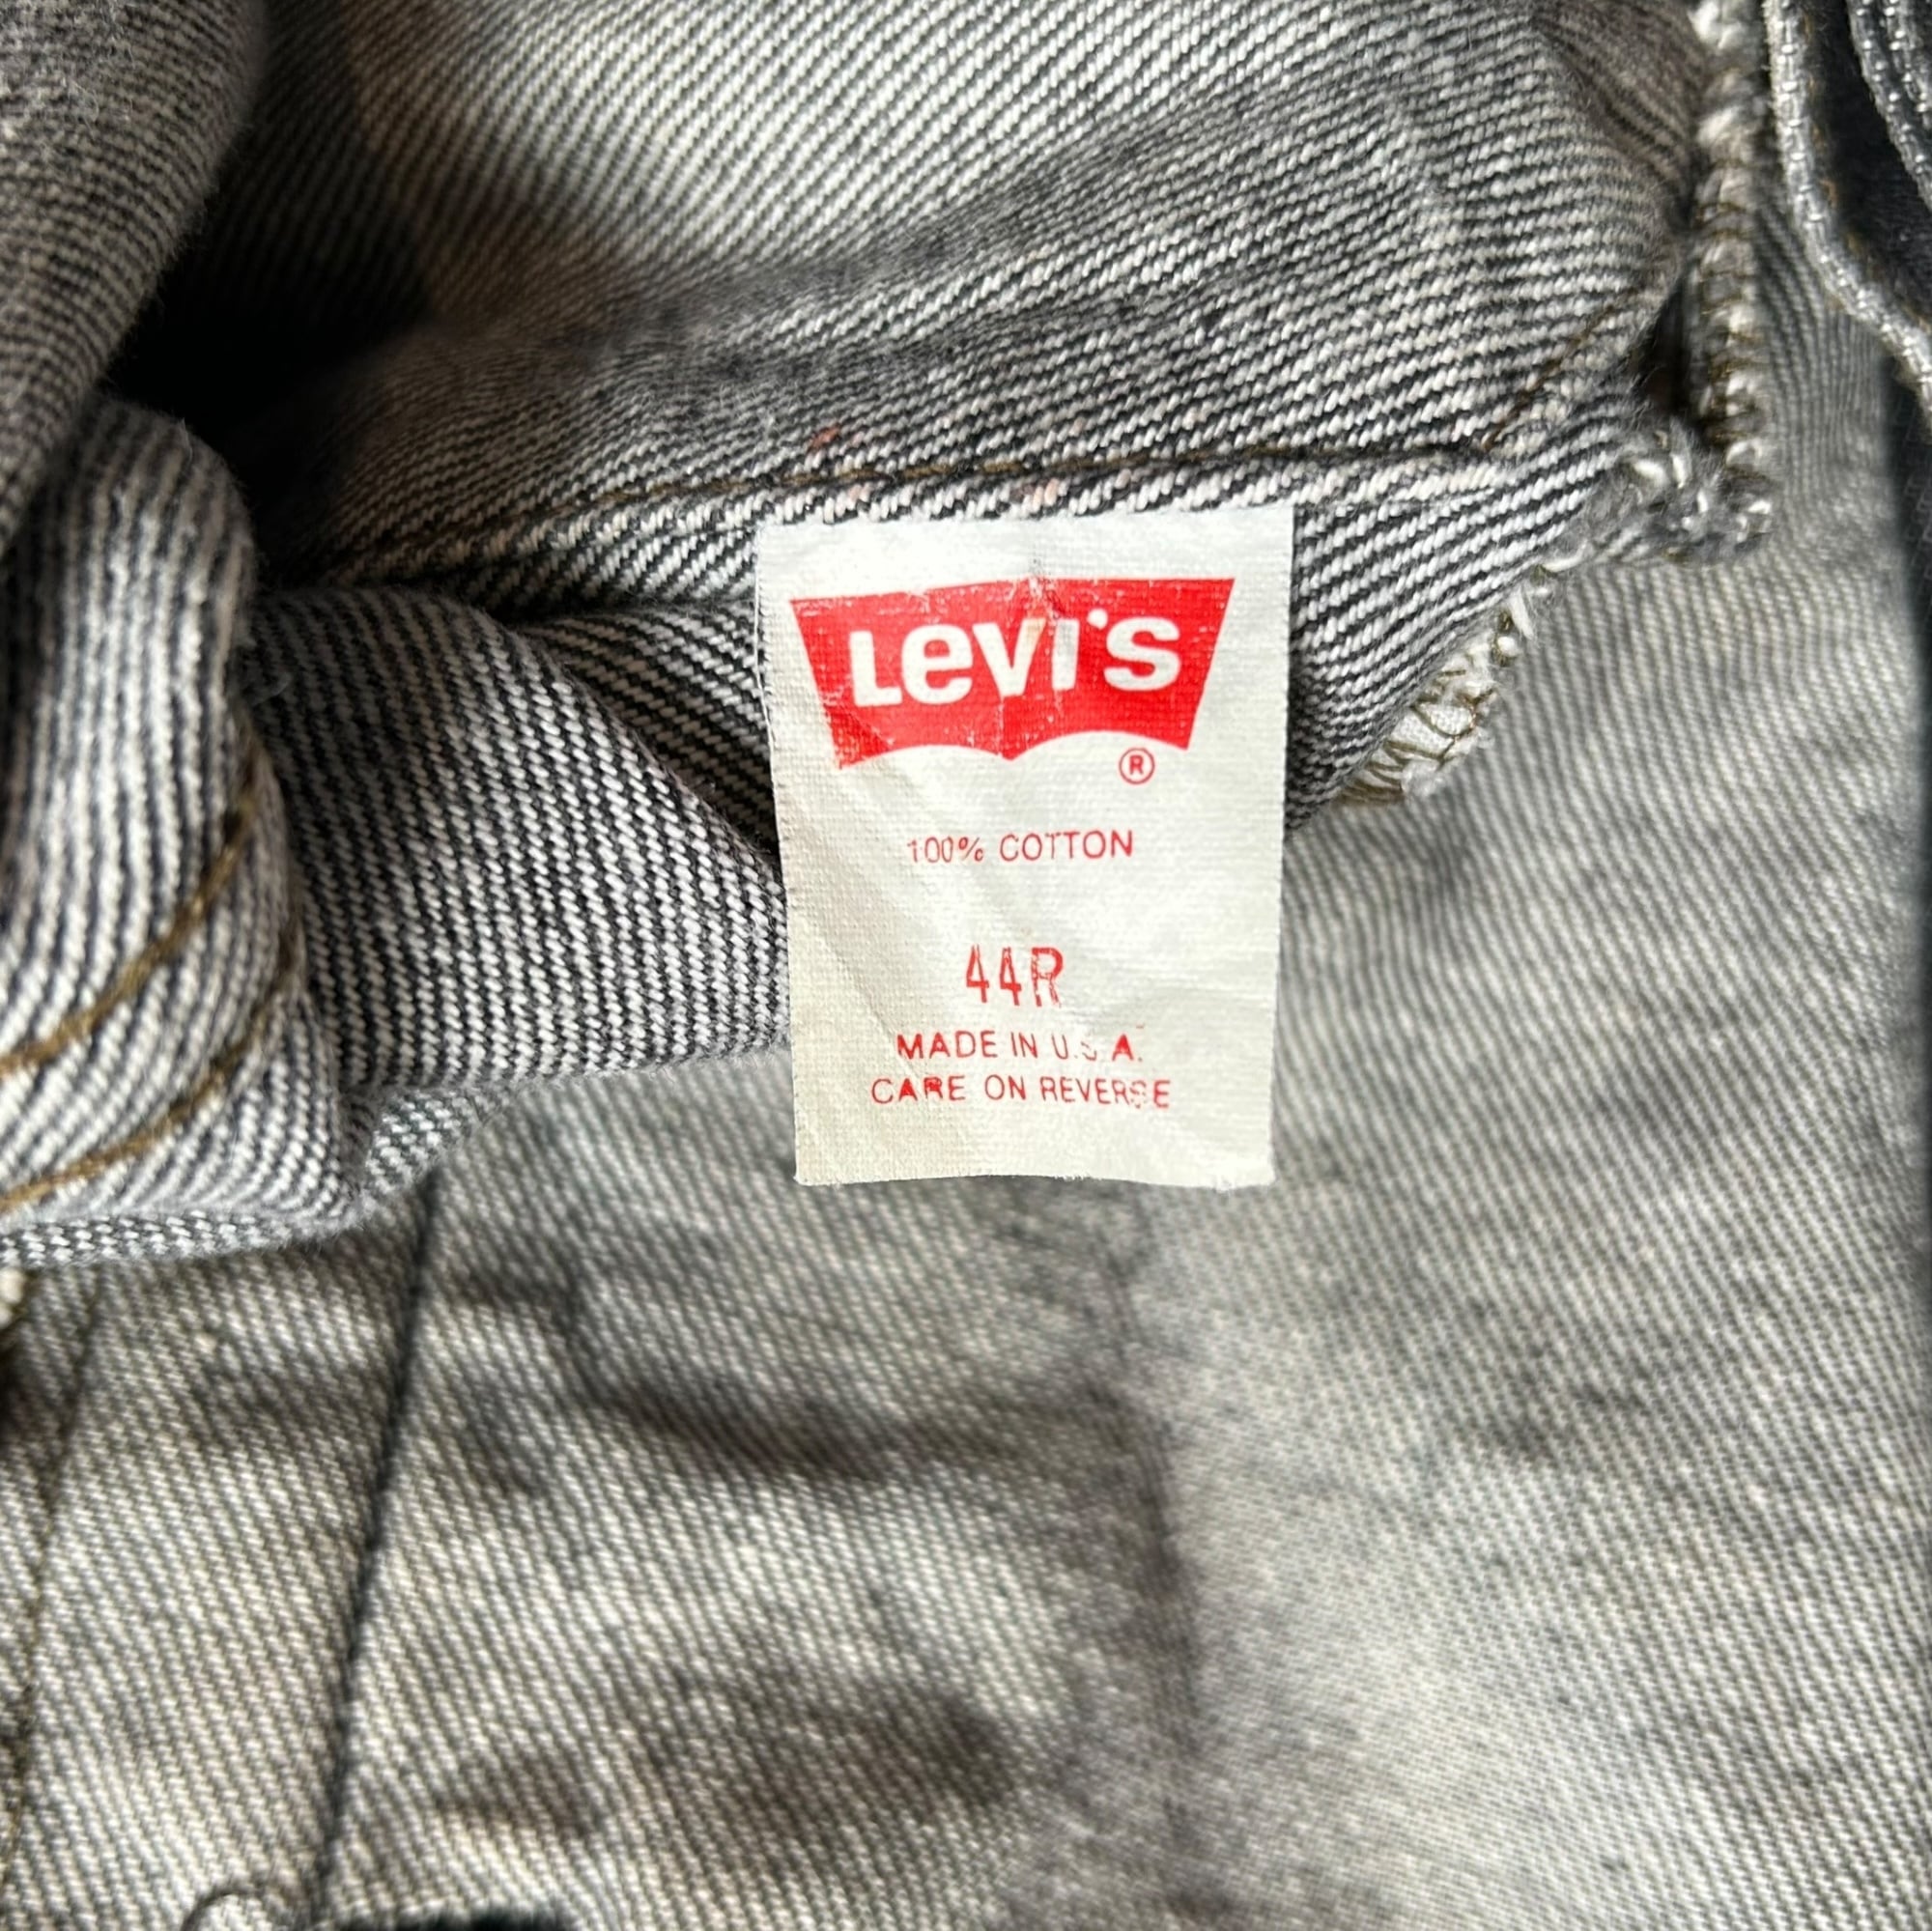 Levi's
®
100% COTTON
44R
MADE IN U.S.A.
CARE ON REVERSE